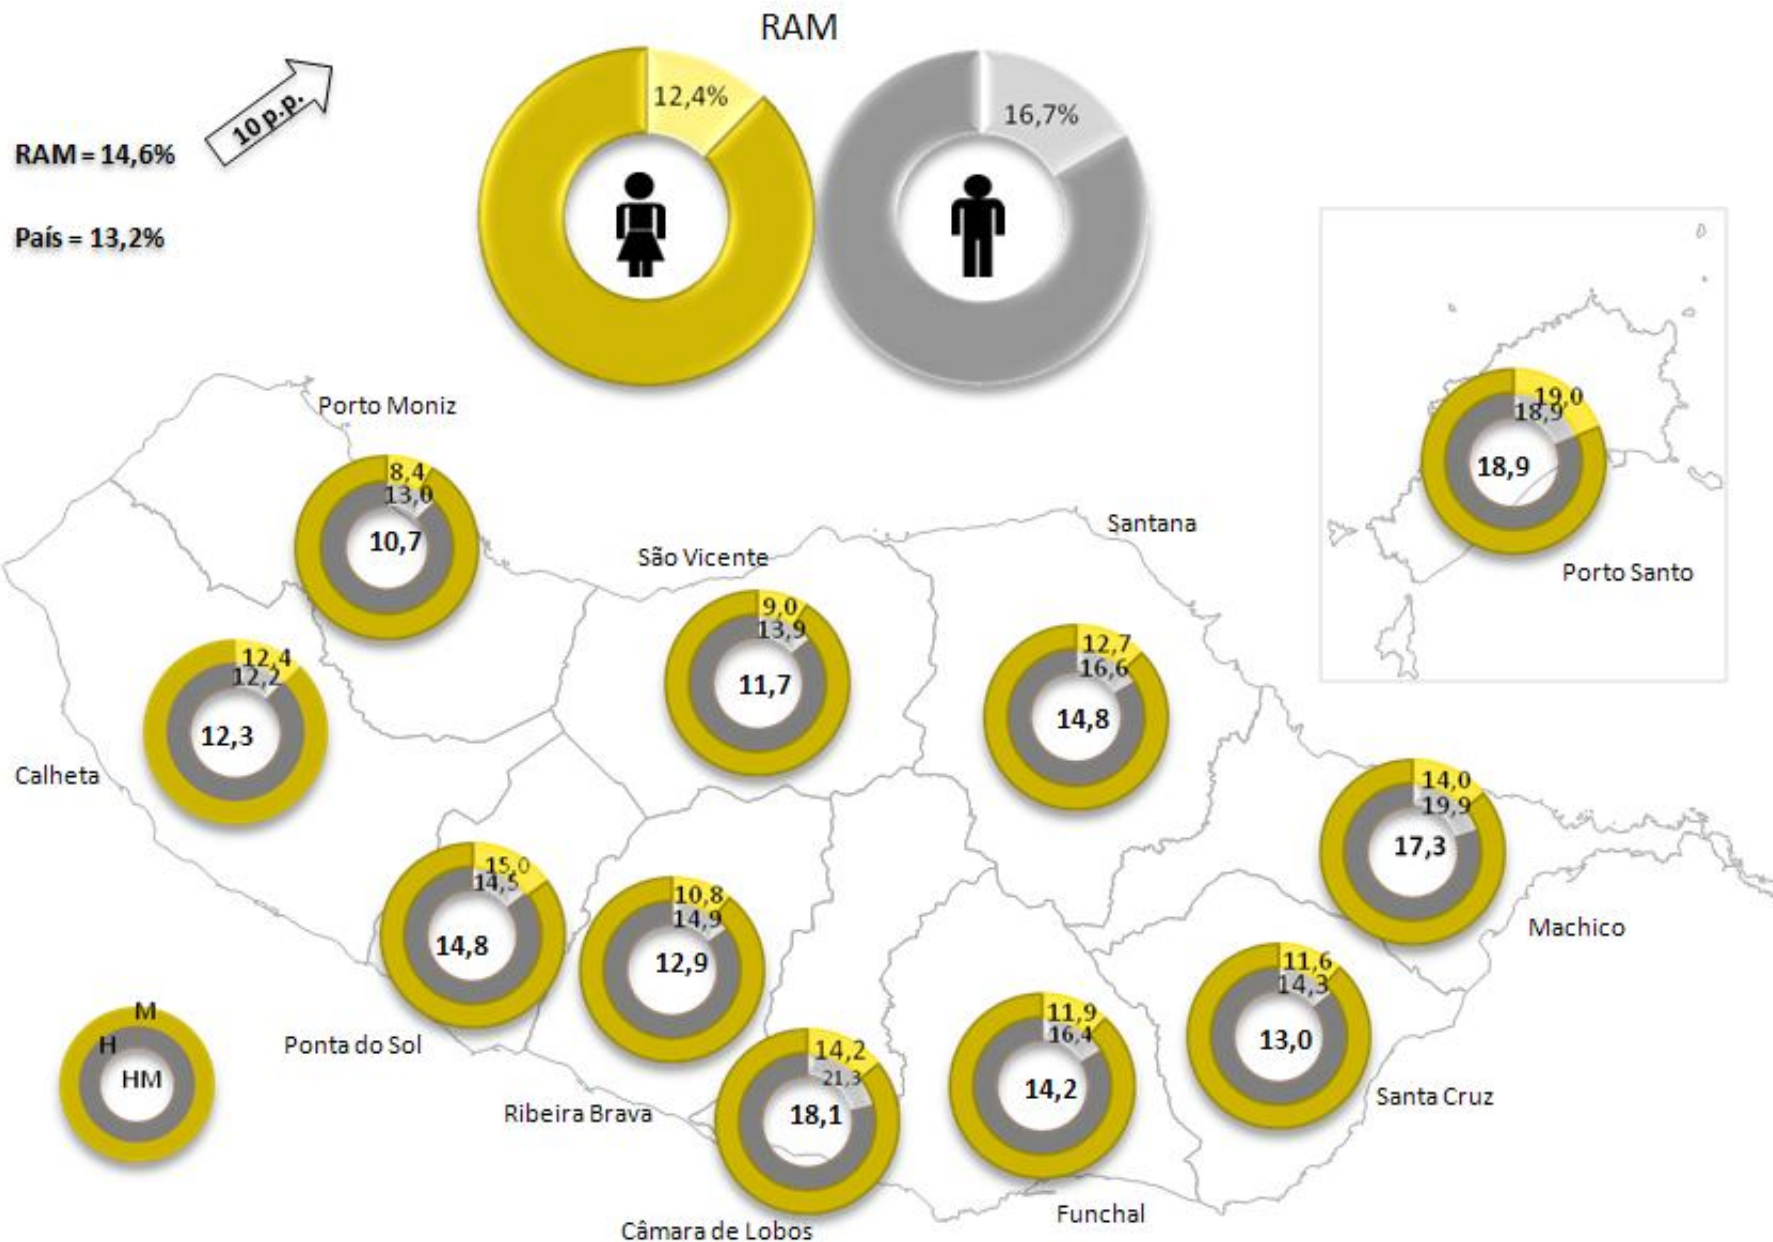 RAM
12,4%
16,7%
10 p.p.
RAM = 14,6%
País = 13,2%
Porto Moniz
8,4
13,0
10,7
19,0
18,9
18,9
Porto Santo
Santana
12,7
16,6
14,8
São Vicente
9,0
13,9
11,7
12,4
12,2
12,3
Calheta
14,0
19,9
17,3
Machico
15,0
14,5
14,8
Ponta do Sol
10,8
14,9
12,9
Ribeira Brava
11,6
14,3
13,0
Santa Cruz
11,9
16,4
14,2
Funchal
14,2
21,3
18,1
Câmara de Lobos
M
H
HM